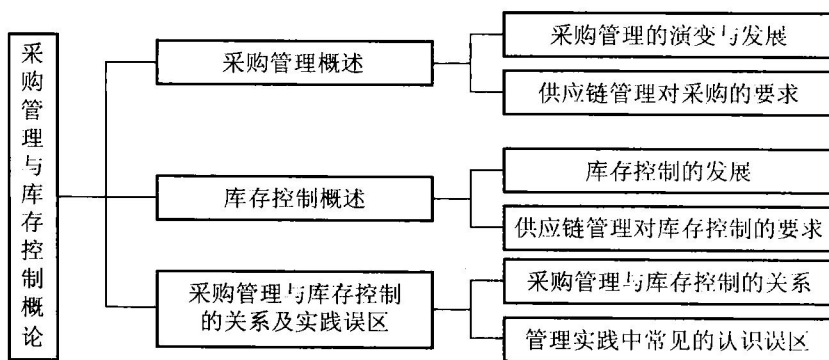 采购管理与库存控制概论
采购管理概述
采购管理的演变与发展
供应链管理对采购的要求
库存控制概述
库存控制的发展
供应链管理对库存控制的要求
采购管理与库存控制
的关系及实践误区
采购管理与库存控制的关系
管理实践中常见的认识误区